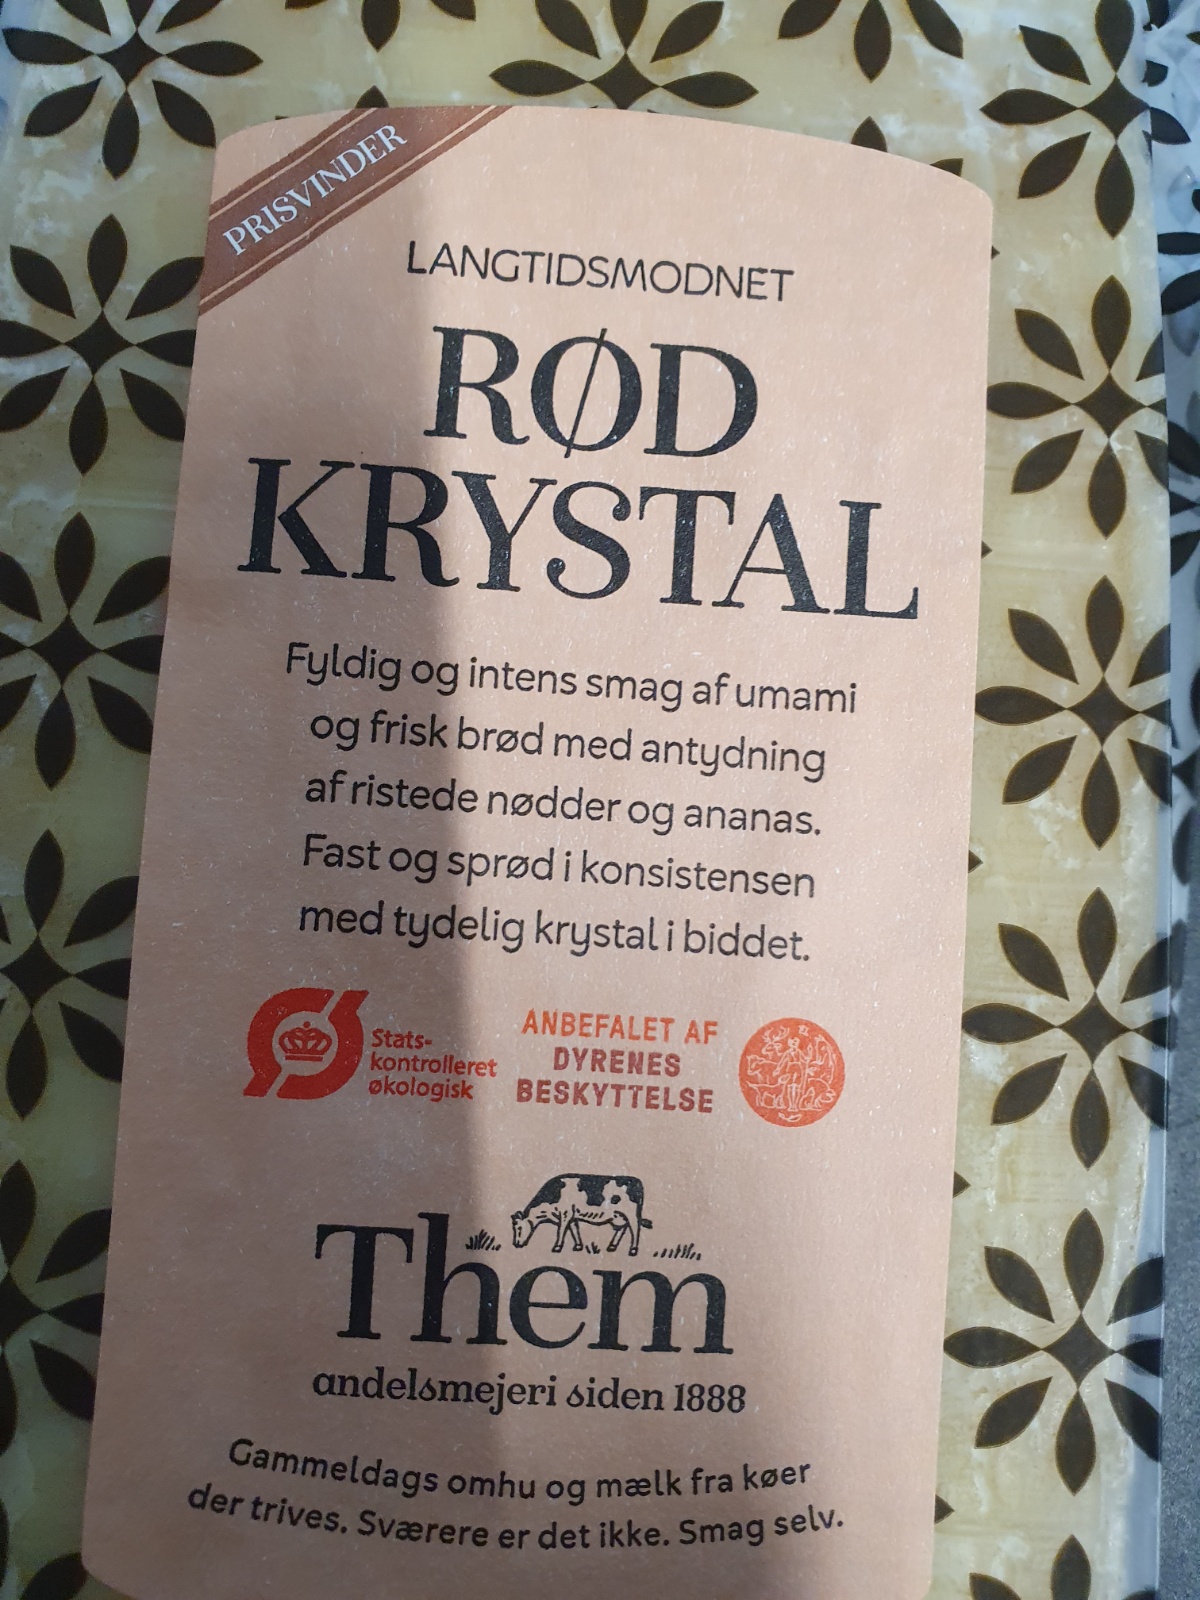 PRISVINDER
LANGTIDSMODNET
RØD
KRYSTAL
Fyldig og intens smag af umami
og frisk brød med antydning
af ristede nødder og ananas.
Fast og sprød i konsistensen
med tydelig krystal i biddet.
Ø
Stats-
kontrolleret
økologisk
ANBEFALET AF
DYRENES
BESKYTTELSE
Them
andelsmejeri siden 1888
Gammeldags omhu og mælk fra køer
der trives. Sværere er det ikke. Smag selv.